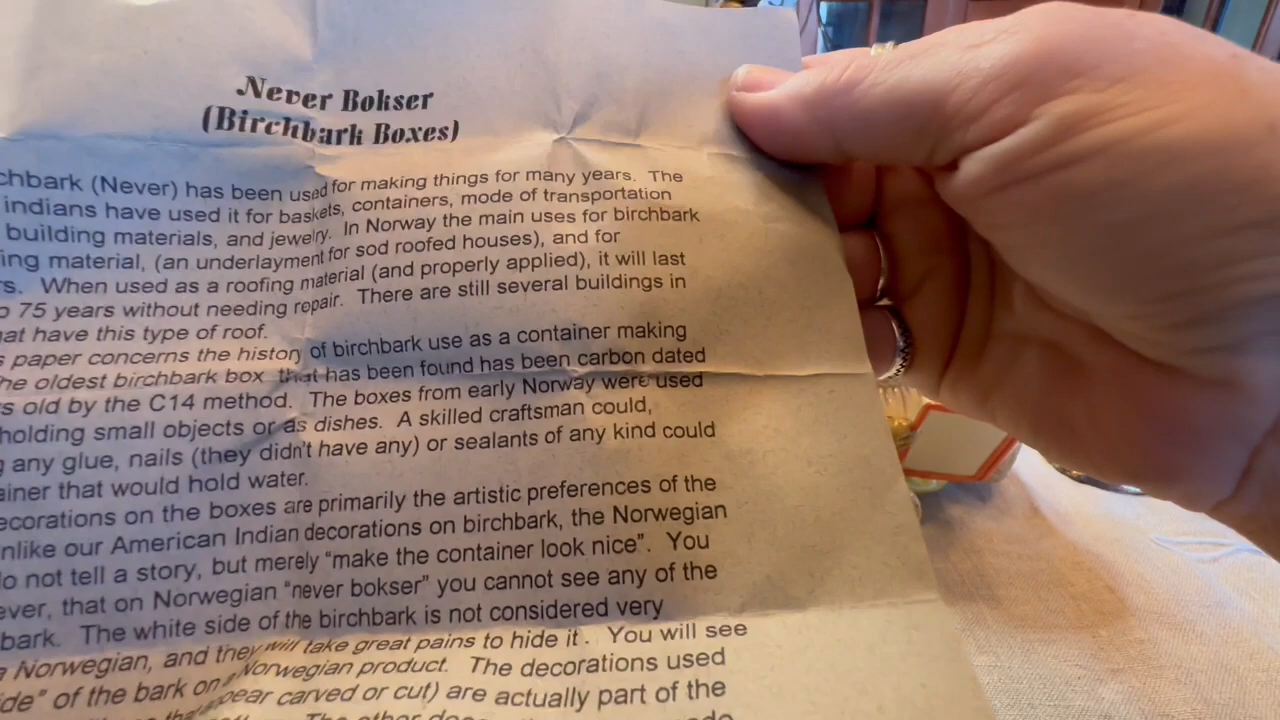 Never Bokser
(Birchbark Boxes)
chbark (Never) has been used for making things for many years. The
indians have used it for baskets, containers, mode of transportation
building materials, and jewelry. In Norway the main uses for birchbark
ing material, (an underlayment for sod roofed houses), and for
rs. When used as a roofing material (and properly applied), it will last
o 75 years without needing repair. There are still several buildings in
hat have this type of roof.
s paper concerns the history of birchbark use as a container making
he oldest birchbark box that has been found has been carbon dated
rs old by the C14 method. The boxes from early Norway were used
holding small objects or as dishes. A skilled craftsman could,
g any glue, nails (they didn't have any) or sealants of any kind could
ainer that would hold water.
ecorations on the boxes are primarily the artistic preferences of the
nlike our American Indian decorations on birchbark, the Norwegian
do not tell a story, but merely "make the container look nice". You
ever, that on Norwegian "never bokser" you cannot see any of the
bark. The white side of the birchbark is not considered very
a Norwegian, and they will take great pains to hide it. You will see
ide" of the bark on a Norwegian product. The decorations used
pear carved or cut) are actually part of the
The other